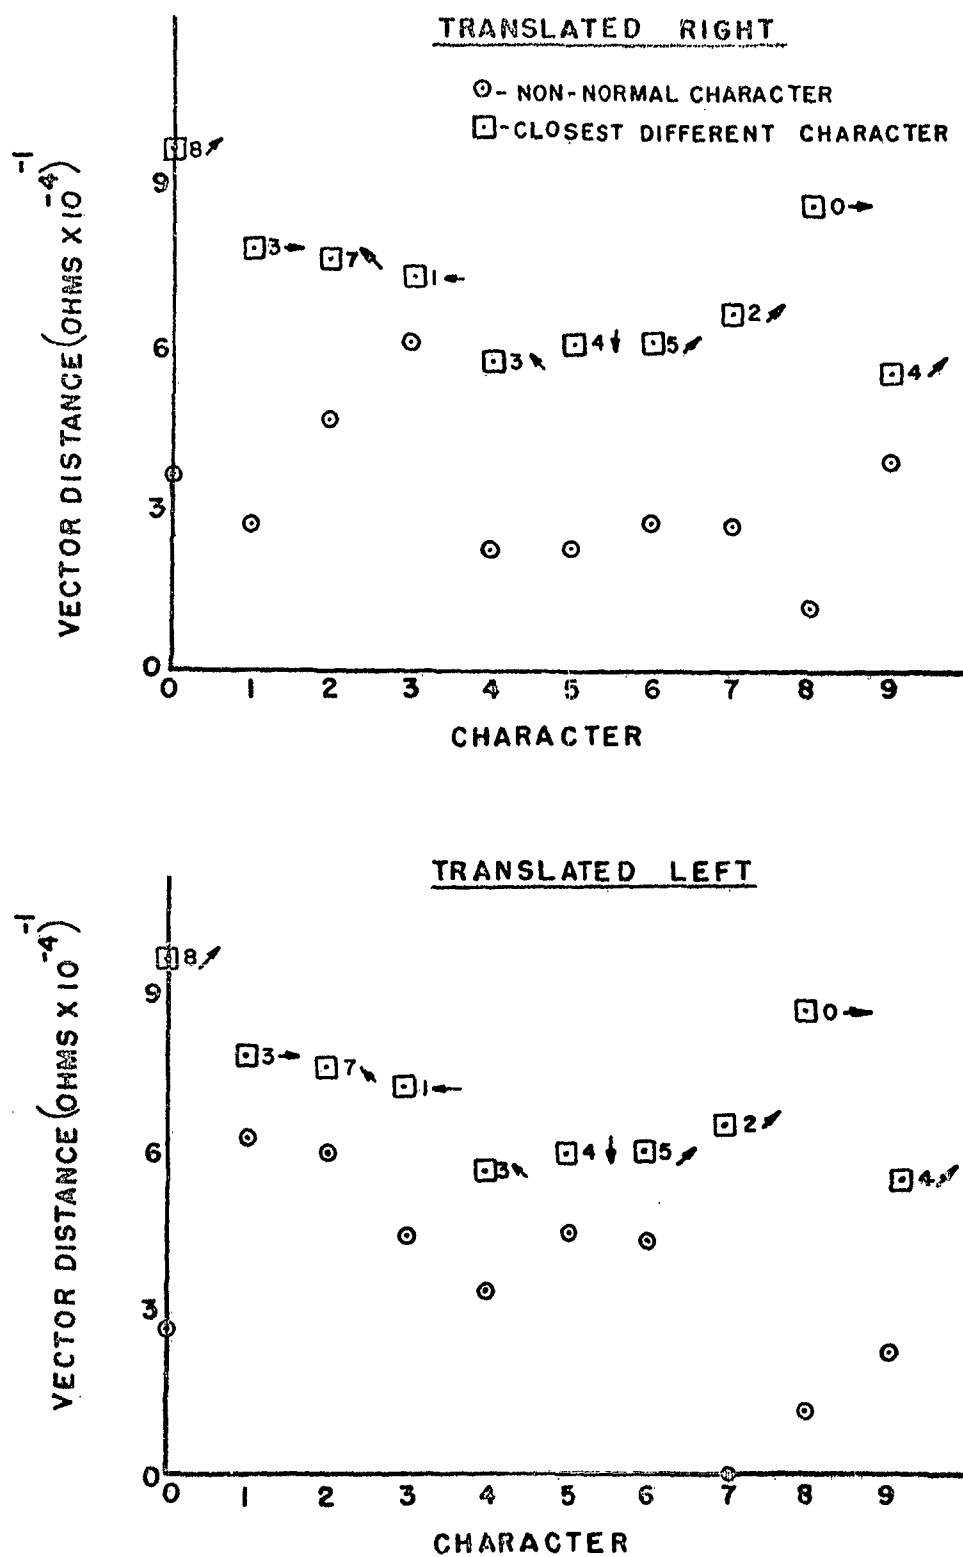 TRANSLATED RIGHT
⊙ - NON-NORMAL CHARACTER
⊡ - CLOSEST DIFFERENT CHARACTER
VECTOR DISTANCE (OHMS X 10⁻⁴)⁻¹
9
6
3
0
8↗
3→
7↖
1←
3↖
4↓
5↗
2↗
0→
4↗
0 1 2 3 4 5 6 7 8 9
CHARACTER
TRANSLATED LEFT
VECTOR DISTANCE (OHMS X 10⁻⁴)⁻¹
9
6
3
0
8↗
3→
7↖
1←
3↖
4↓
5↗
2↗
0→
4↗
0 1 2 3 4 5 6 7 8 9
CHARACTER